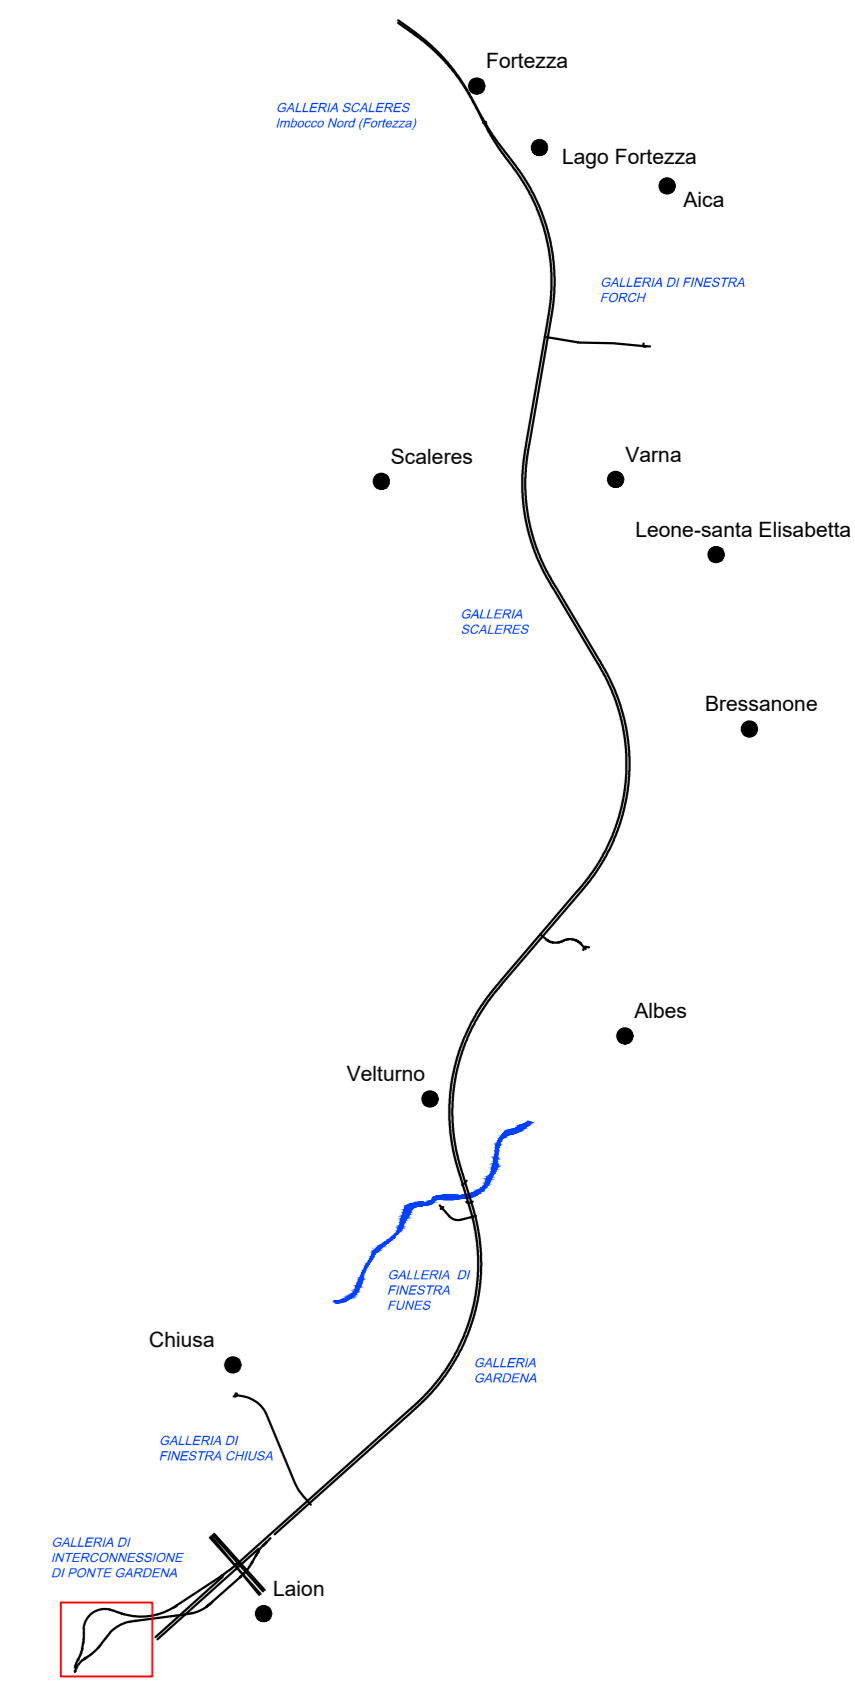 Fortezza
GALLERIA SCALERES
Imbocco Nord (Fortezza)
Lago Fortezza
Aica
GALLERIA DI FINESTRA
FORCH
Scaleres
Varna
Leone-santa Elisabetta
GALLERIA
SCALERES
Bressanone
Albes
Velturno
GALLERIA DI
FINESTRA
FUNES
Chiusa
GALLERIA
GARDENA
GALLERIA DI
FINESTRA CHIUSA
GALLERIA DI
INTERCONNESSIONE
DI PONTE GARDENA
Laion